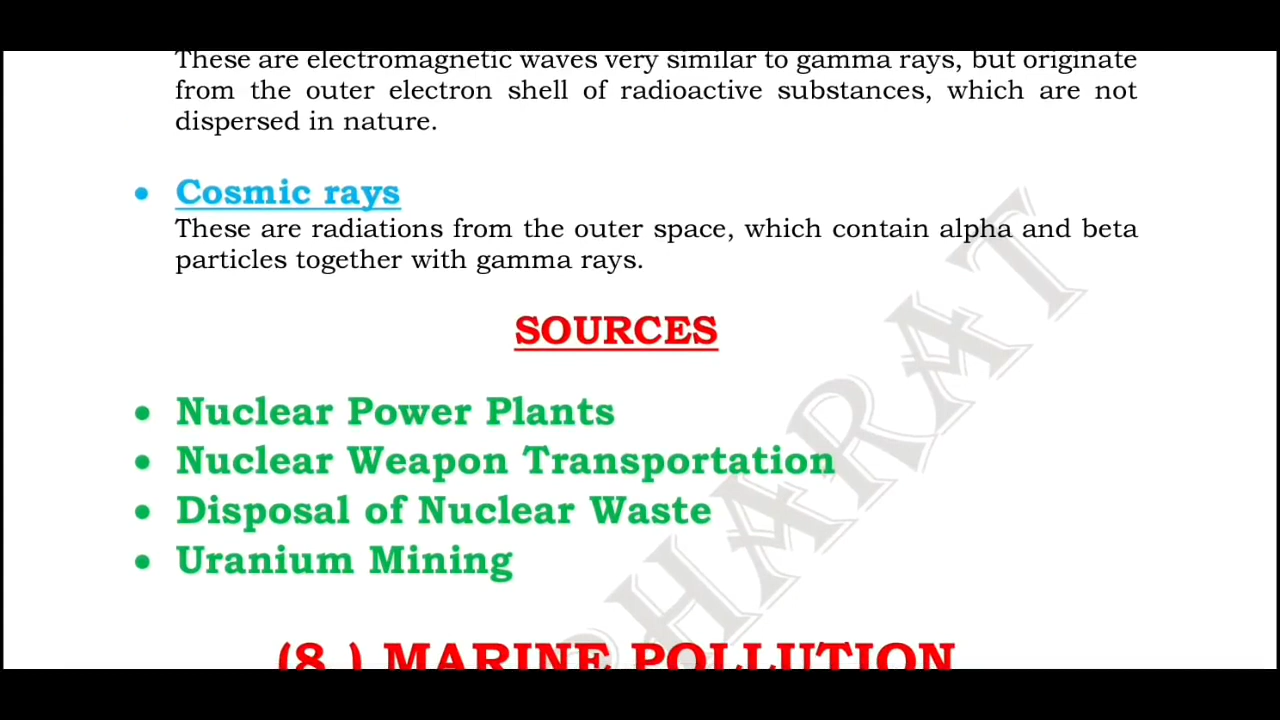 These are electromagnetic waves very similar to gamma rays, but originate
from the outer electron shell of radioactive substances, which are not
dispersed in nature.
• Cosmic rays
These are radiations from the outer space, which contain alpha and beta
particles together with gamma rays.
SOURCES
• Nuclear Power Plants
• Nuclear Weapon Transportation
• Disposal of Nuclear Waste
• Uranium Mining
(8.) MARINE POLLUTION